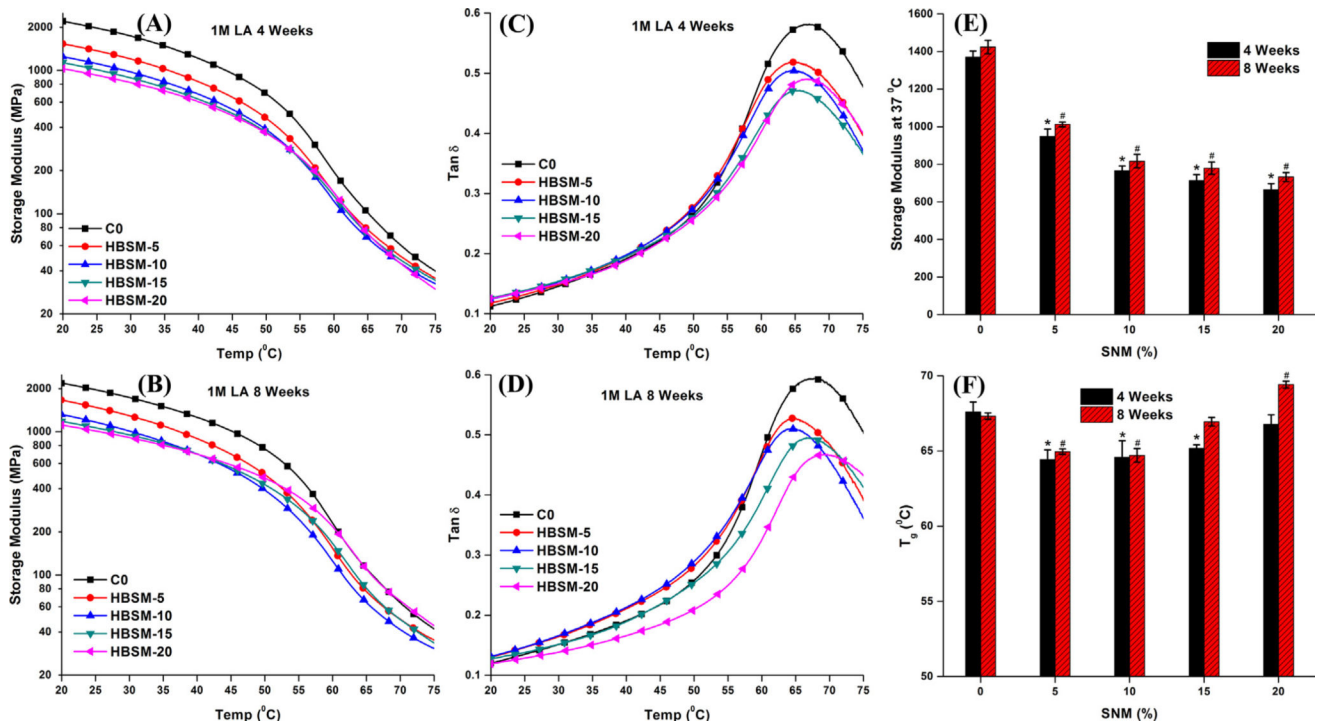 (A)
1M LA 4 Weeks
Storage Modulus (MPa)
2000
1000
800
600
400
200
100
80
60
40
20
C0
HBSM-5
HBSM-10
HBSM-15
HBSM-20
20 25 30 35 40 45 50 55 60 65 70 75
Temp (⁰C)
(C)
1M LA 4 Weeks
Tan δ
0.6
0.5
0.4
0.3
0.2
0.1
C0
HBSM-5
HBSM-10
HBSM-15
HBSM-20
20 25 30 35 40 45 50 55 60 65 70 75
Temp (⁰C)
(E)
4 Weeks
8 Weeks
Storage Modulus at 37 ⁰C
1600
1400
1200
1000
800
600
400
200
0
* #
* #
* #
* #
0 5 10 15 20
SNM (%)
(B)
1M LA 8 Weeks
Storage Modulus (MPa)
2000
1000
800
600
400
200
100
80
60
40
20
C0
HBSM-5
HBSM-10
HBSM-15
HBSM-20
20 25 30 35 40 45 50 55 60 65 70 75
Temp (⁰C)
(D)
1M LA 8 Weeks
Tan δ
0.6
0.5
0.4
0.3
0.2
0.1
C0
HBSM-5
HBSM-10
HBSM-15
HBSM-20
20 25 30 35 40 45 50 55 60 65 70 75
Temp (⁰C)
(F)
4 Weeks
8 Weeks
Tg (⁰C)
70
65
60
55
50
* #
* #
*
#
0 5 10 15 20
SNM (%)